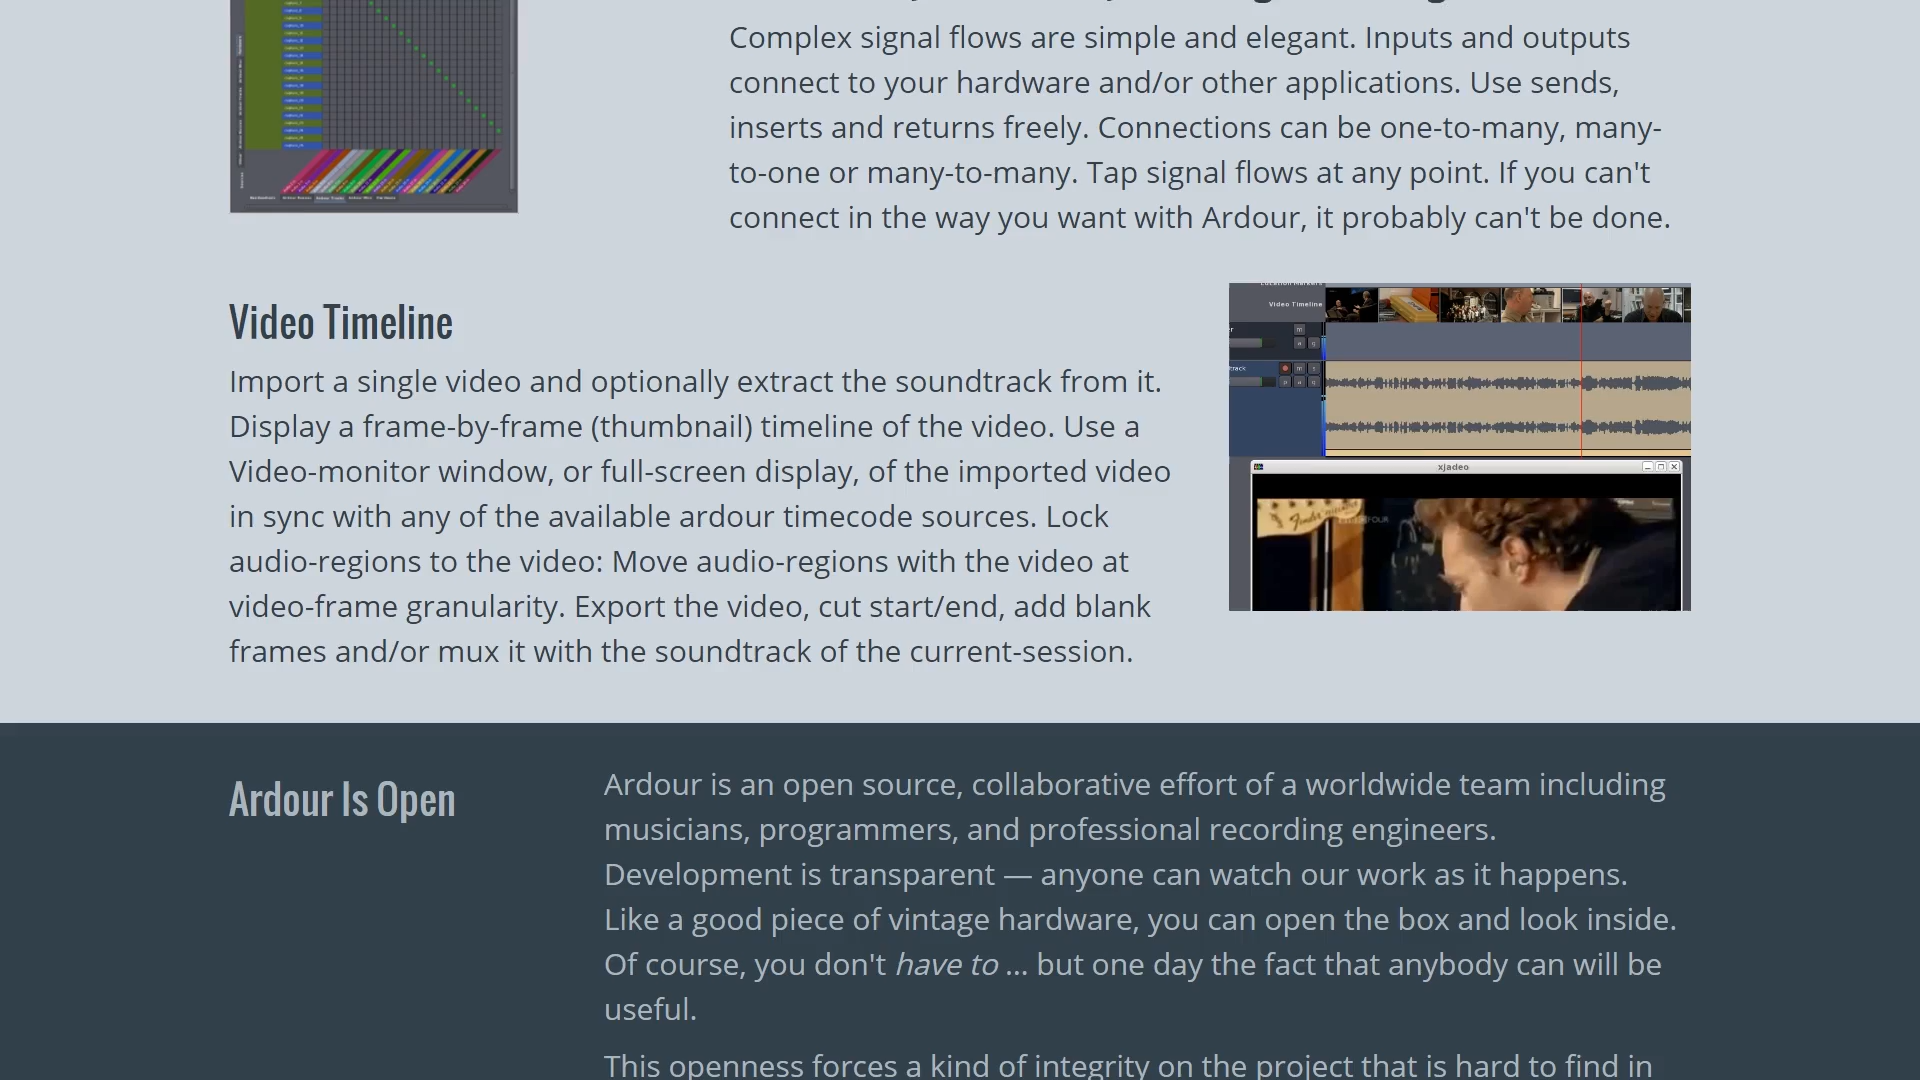 Complex signal flows are simple and elegant. Inputs and outputs
connect to your hardware and/or other applications. Use sends,
inserts and returns freely. Connections can be one-to-many, many-
to-one or many-to-many. Tap signal flows at any point. If you can't
connect in the way you want with Ardour, it probably can't be done.
Video Timeline
Import a single video and optionally extract the soundtrack from it.
Display a frame-by-frame (thumbnail) timeline of the video. Use a
Video-monitor window, or full-screen display, of the imported video
in sync with any of the available ardour timecode sources. Lock
audio-regions to the video: Move audio-regions with the video at
video-frame granularity. Export the video, cut start/end, add blank
frames and/or mux it with the soundtrack of the current-session.
Video Timeline
xjadeo
Ardour Is Open
Ardour is an open source, collaborative effort of a worldwide team including
musicians, programmers, and professional recording engineers.
Development is transparent — anyone can watch our work as it happens.
Like a good piece of vintage hardware, you can open the box and look inside.
Of course, you don't have to ... but one day the fact that anybody can will be
useful.
This openness forces a kind of integrity on the project that is hard to find in